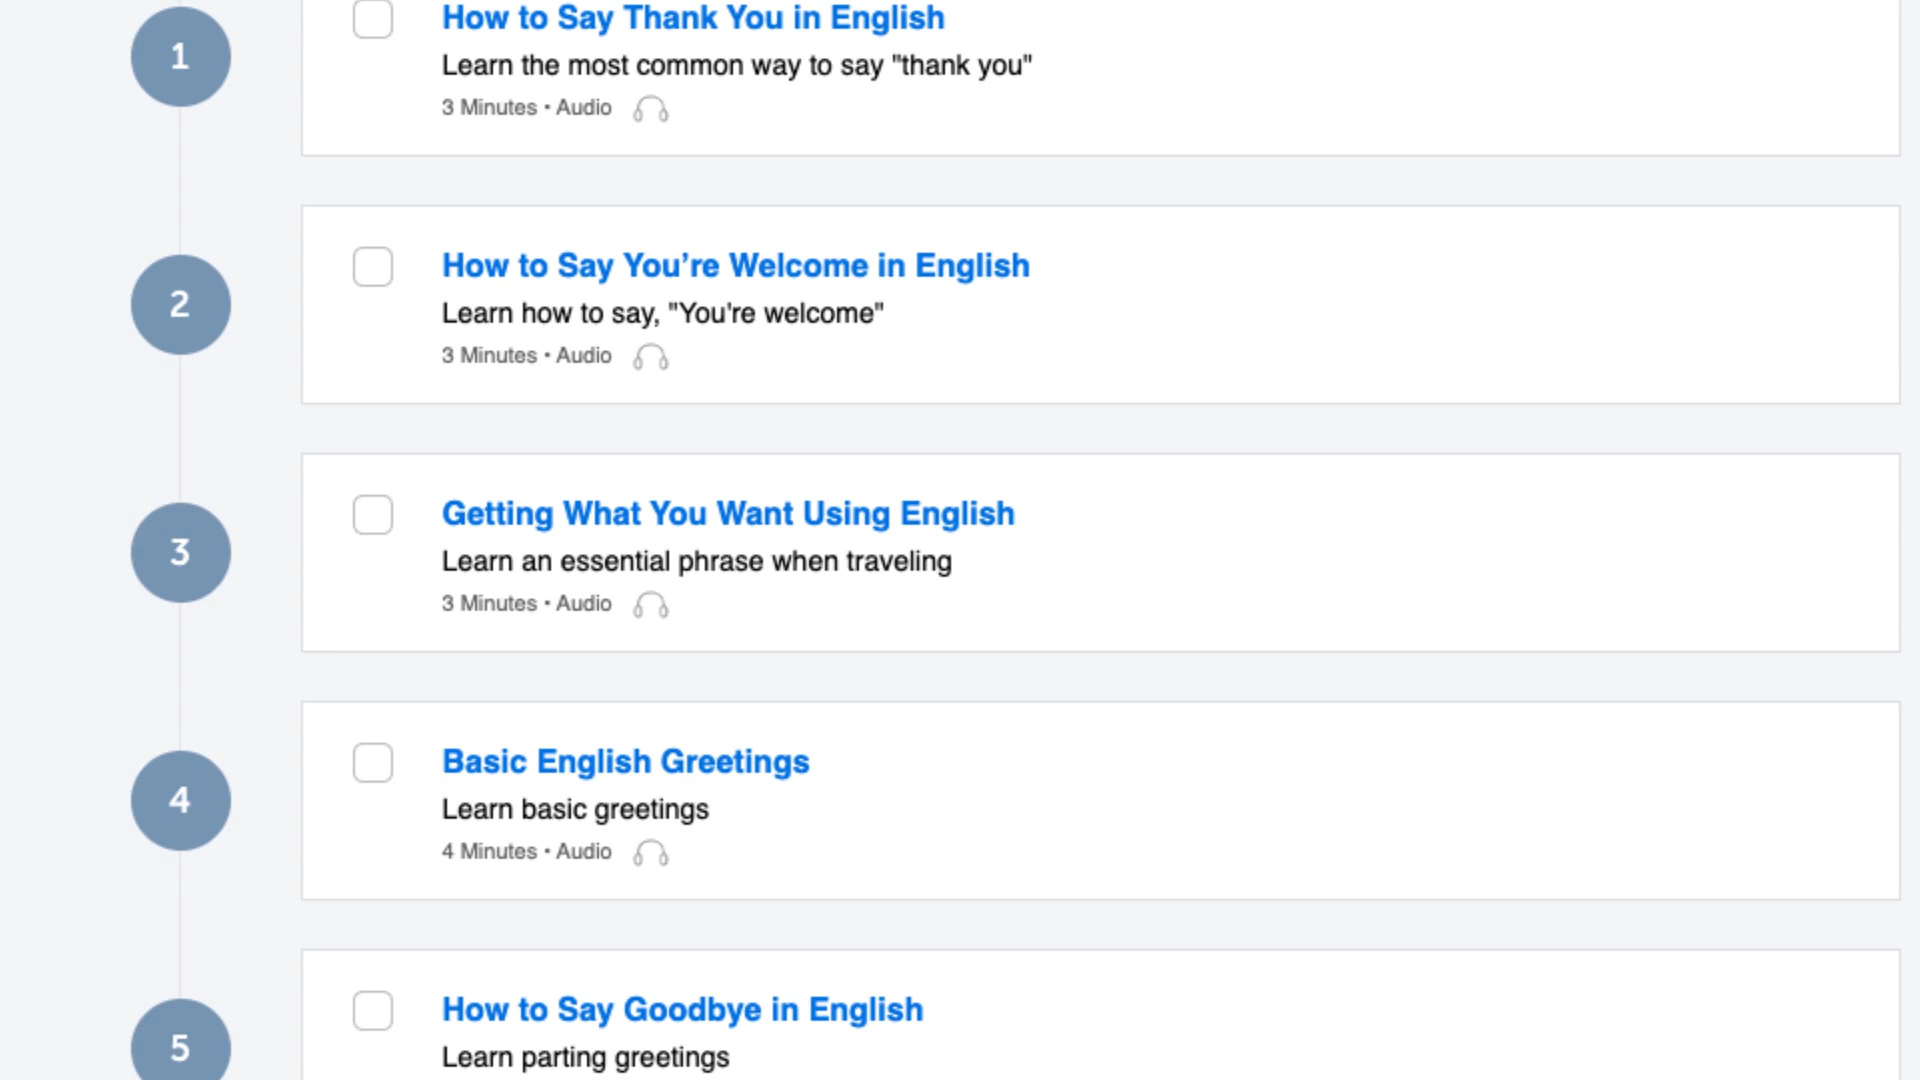 1
How to Say Thank You in English
Learn the most common way to say "thank you"
3 Minutes • Audio
2
How to Say You’re Welcome in English
Learn how to say, "You're welcome"
3 Minutes • Audio
3
Getting What You Want Using English
Learn an essential phrase when traveling
3 Minutes • Audio
4
Basic English Greetings
Learn basic greetings
4 Minutes • Audio
5
How to Say Goodbye in English
Learn parting greetings